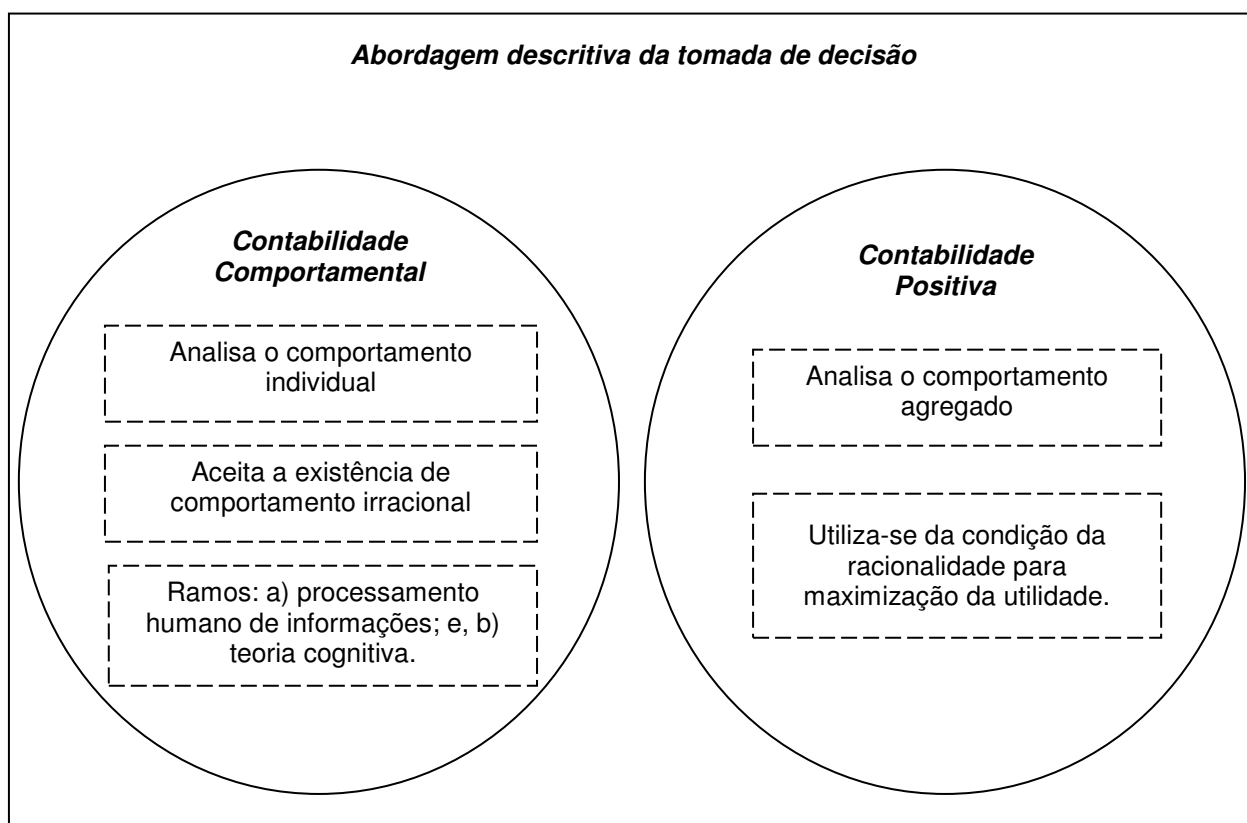 Abordagem descritiva da tomada de decisão
Contabilidade
Comportamental
Analisa o comportamento
individual
Aceita a existência de
comportamento irracional
Ramos: a) processamento
humano de informações; e, b)
teoria cognitiva.
Contabilidade
Positiva
Analisa o comportamento
agregado
Utiliza-se da condição da
racionalidade para
maximização da utilidade.